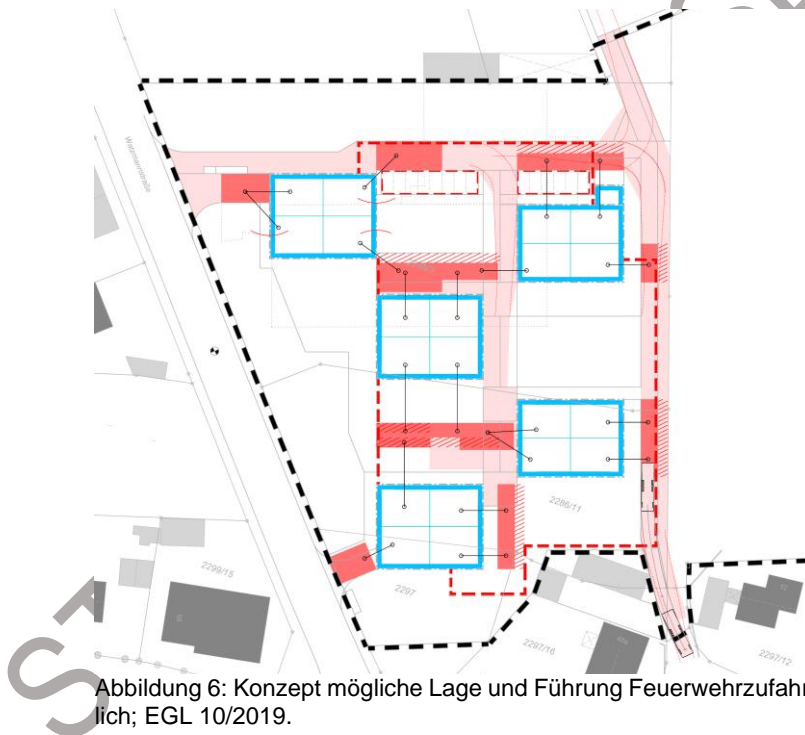 Watzmannstraße
2286/11
2299/15
2297
2297/16
2297/12
Abbildung 6: Konzept mögliche Lage und Führung Feuerwehrzufahr
lich; EGL 10/2019.